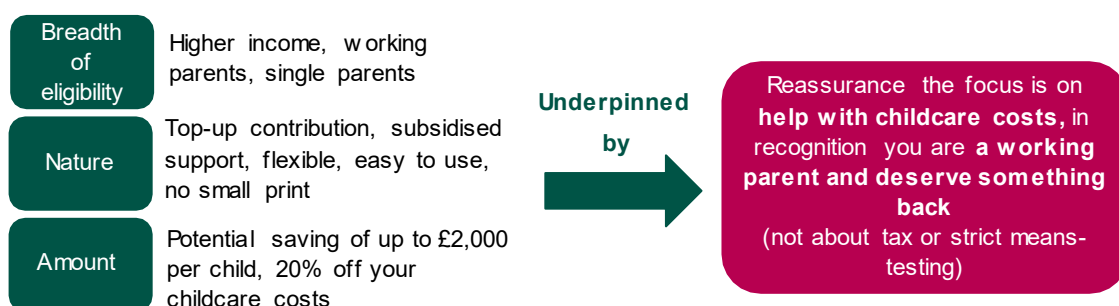 Breadth
of
eligibility
Higher income, working
parents, single parents
Nature
Top-up contribution, subsidised
support, flexible, easy to use,
no small print
Amount
Potential saving of up to £2,000
per child, 20% off your
childcare costs
Underpinned
by
Reassurance the focus is on
help with childcare costs, in
recognition you are a working
parent and deserve something
back
(not about tax or strict means-
testing)